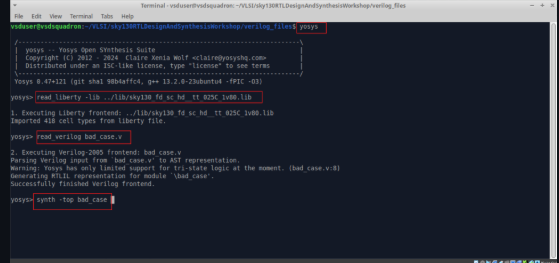 Terminal - vsduser@vsdsquadron: ~/VLSI/sky130RTLDesignAndSynthesisWorkshop/verilog_files
File Edit View Terminal Tabs Help
vsduser@vsdsquadron:~/VLSI/sky130RTLDesignAndSynthesisWorkshop/verilog_files$ yosys
/----------------------------------------------------------------------------\
| yosys -- Yosys Open SYnthesis Suite |
| Copyright (C) 2012 - 2024 Claire Xenia Wolf <claire@yosyshq.com> |
| Distributed under an ISC-like license, type "license" to see terms |
\----------------------------------------------------------------------------/
Yosys 0.47+121 (git sha1 98b4affc4, g++ 13.2.0-23ubuntu4 -fPIC -O3)
yosys> read_liberty -lib ../lib/sky130_fd_sc_hd__tt_025C_1v80.lib
1. Executing Liberty frontend: ../lib/sky130_fd_sc_hd__tt_025C_1v80.lib
Imported 418 cell types from liberty file.
yosys> read_verilog bad_case.v
2. Executing Verilog-2005 frontend: bad_case.v
Parsing Verilog input from `bad_case.v' to AST representation.
Warning: Yosys has only limited support for tri-state logic at the moment. (bad_case.v:8)
Generating RTLIL representation for module `\bad_case'.
Successfully finished Verilog frontend.
yosys> synth -top bad_case